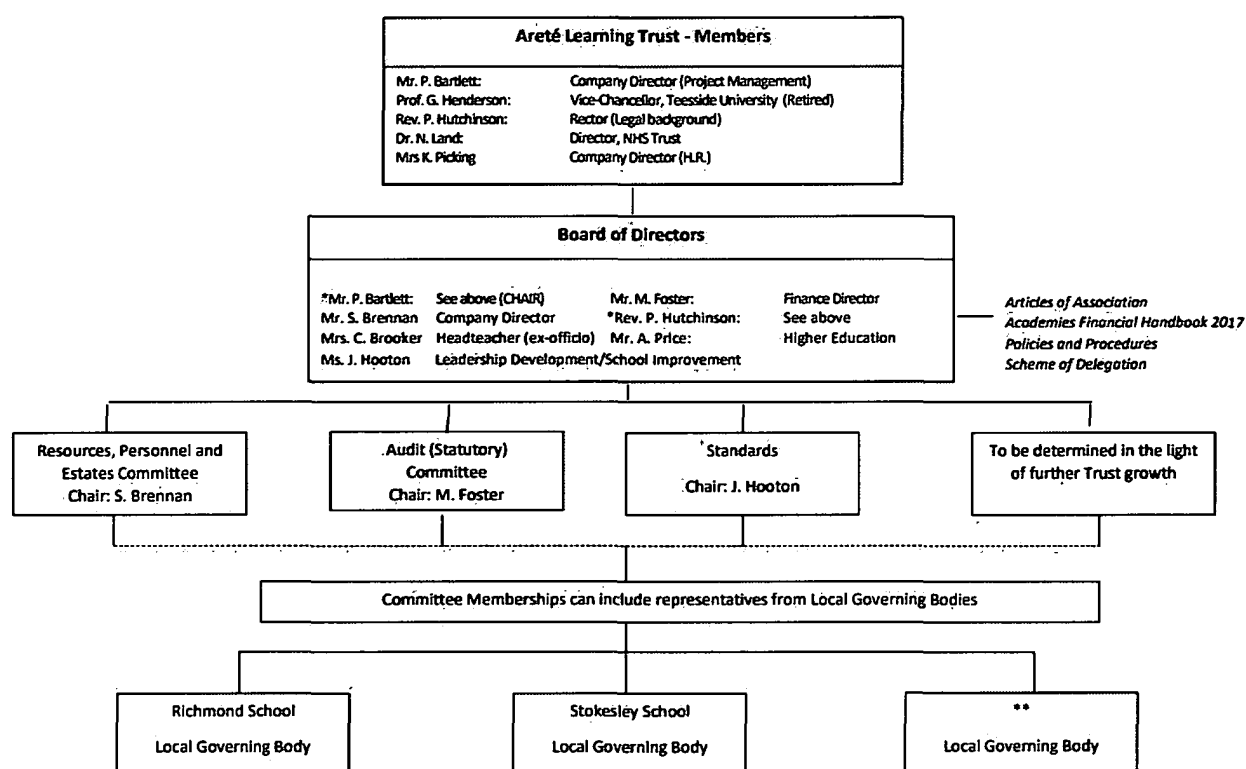 Areté Learning Trust - Members
Mr. P. Bartlett: Company Director (Project Management)
Prof. G. Henderson: Vice-Chancellor, Teesside University (Retired)
Rev. P. Hutchinson: Rector (Legal background)
Dr. N. Land: Director, NHS Trust
Mrs K. Picking Company Director (H.R.)
Board of Directors
*Mr. P. Bartlett: See above (CHAIR) Mr. M. Foster: Finance Director
Mr. S. Brennan Company Director *Rev. P. Hutchinson: See above
Mrs. C. Brooker Headteacher (ex-officio) Mr. A. Price: Higher Education
Ms. J. Hooton Leadership Development/School Improvement
Articles of Association
Academies Financial Handbook 2017
Policies and Procedures
Scheme of Delegation
Resources, Personnel and
Estates Committee
Chair: S. Brennan
Audit (Statutory)
Committee
Chair: M. Foster
Standards
Chair: J. Hooton
To be determined in the light
of further Trust growth
Committee Memberships can include representatives from Local Governing Bodies
Richmond School
Local Governing Body
Stokesley School
Local Governing Body
**
Local Governing Body